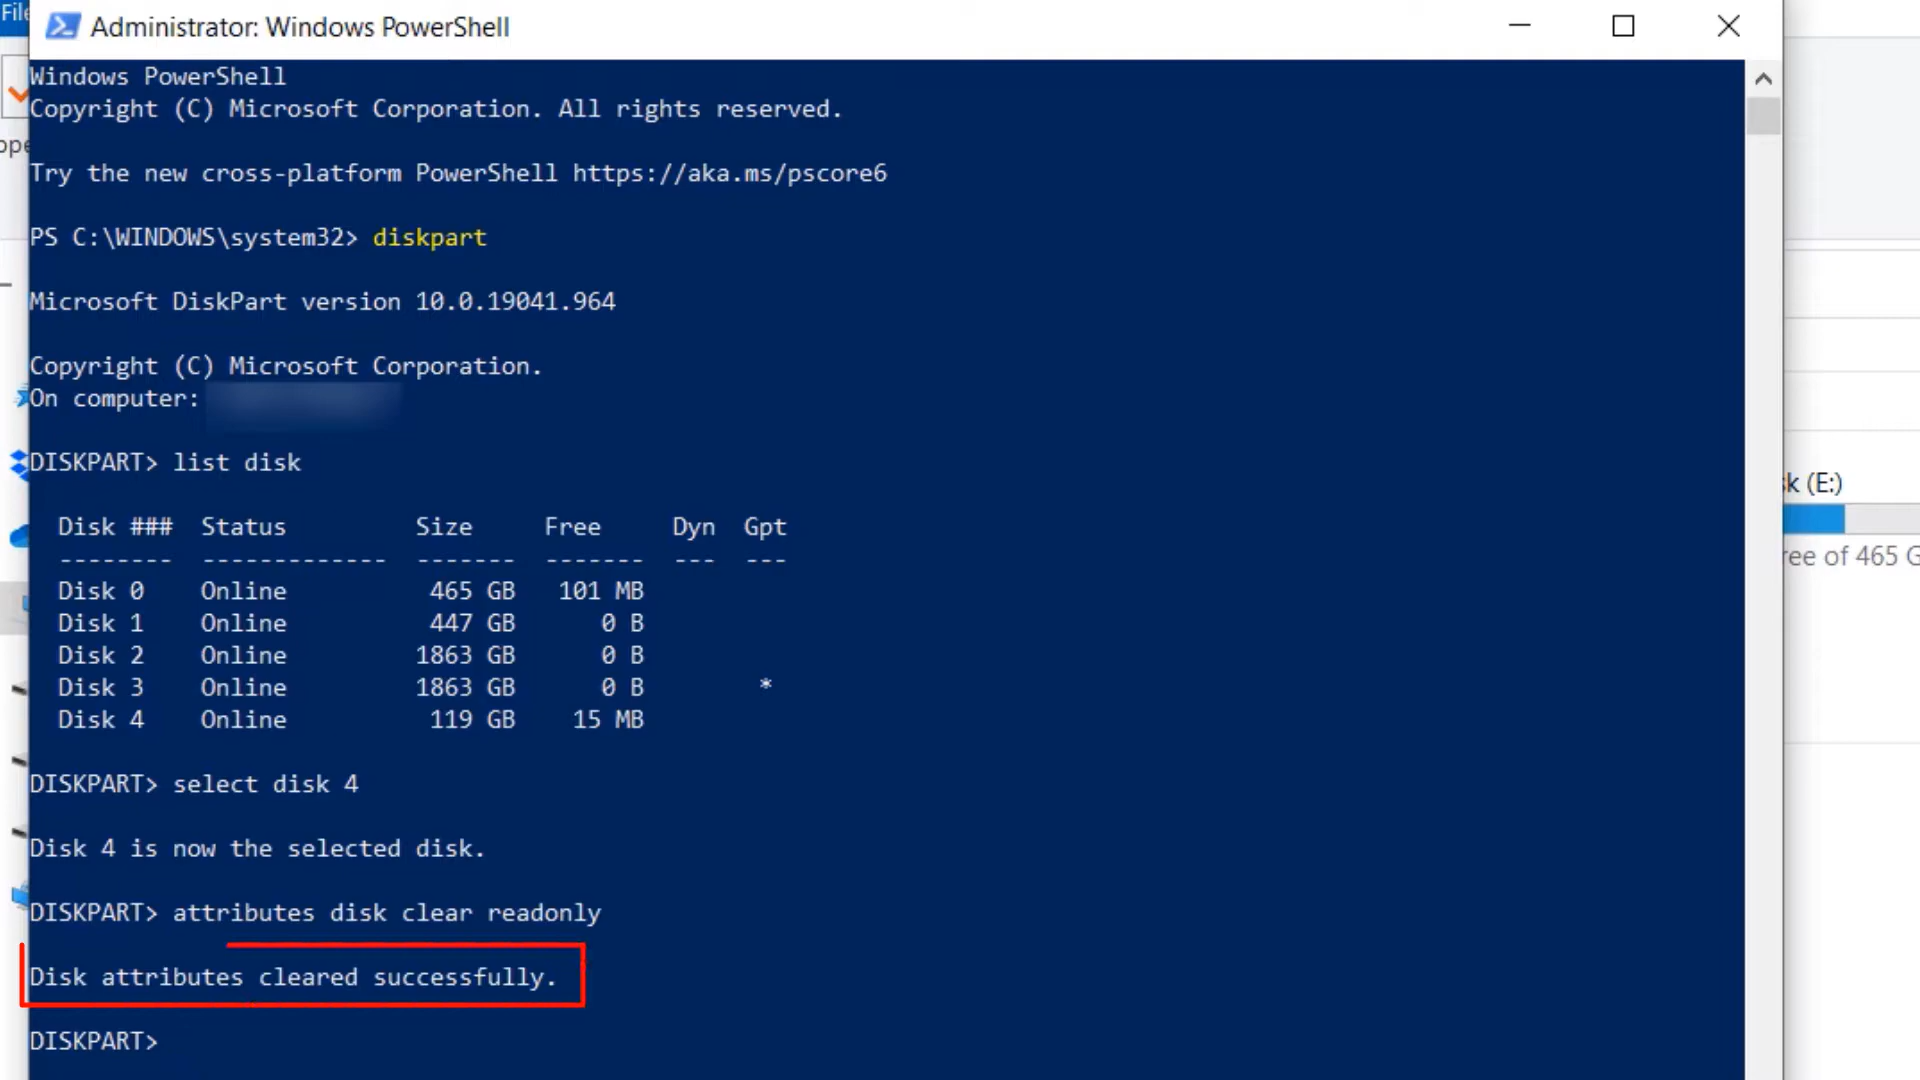 File
Administrator: Windows PowerShell
Windows PowerShell
Copyright (C) Microsoft Corporation. All rights reserved.
Try the new cross-platform PowerShell https://aka.ms/pscore6
PS C:\WINDOWS\system32> diskpart
Microsoft DiskPart version 10.0.19041.964
Copyright (C) Microsoft Corporation.
On computer:
DISKPART> list disk
Disk ### Status Size Free Dyn Gpt
-------- ------------- ------- ------- --- ---
Disk 0 Online 465 GB 101 MB
Disk 1 Online 447 GB 0 B
Disk 2 Online 1863 GB 0 B
Disk 3 Online 1863 GB 0 B *
Disk 4 Online 119 GB 15 MB
DISKPART> select disk 4
Disk 4 is now the selected disk.
DISKPART> attributes disk clear readonly
Disk attributes cleared successfully.
DISKPART>
sk (E:)
ree of 465 G